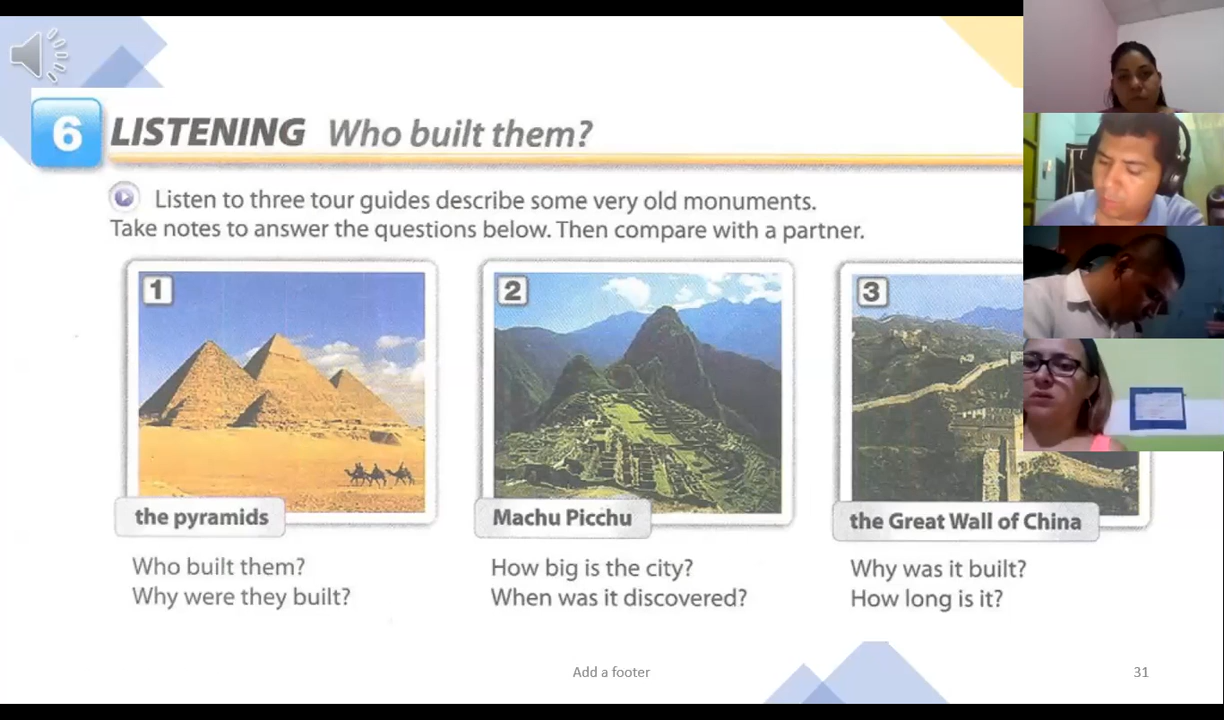 6 LISTENING Who built them?
Listen to three tour guides describe some very old monuments.
Take notes to answer the questions below. Then compare with a partner.
1
the pyramids
Who built them?
Why were they built?
2
Machu Picchu
How big is the city?
When was it discovered?
3
the Great Wall of China
Why was it built?
How long is it?
Add a footer
31